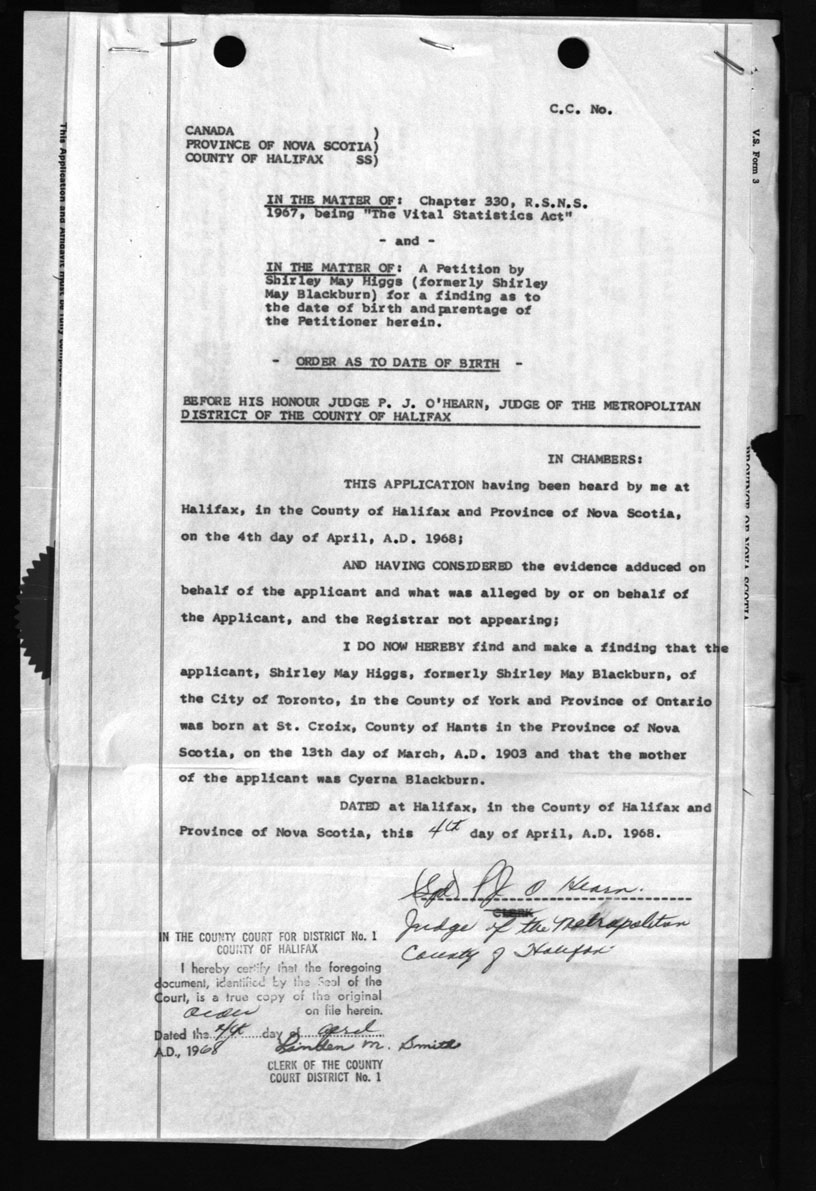 C.C. No.
V.S. Form 3
CANADA )
PROVINCE OF NOVA SCOTIA)
COUNTY OF HALIFAX SS)
IN THE MATTER OF: Chapter 330, R.S.N.S.
1967, being "The Vital Statistics Act"
- and -
IN THE MATTER OF: A Petition by
Shirley May Higgs (formerly Shirley
May Blackburn) for a finding as to
the date of birth and parentage of
the Petitioner herein.
- ORDER AS TO DATE OF BIRTH -
BEFORE HIS HONOUR JUDGE P. J. O'HEARN, JUDGE OF THE METROPOLITAN
DISTRICT OF THE COUNTY OF HALIFAX
IN CHAMBERS:
THIS APPLICATION having been heard by me at
Halifax, in the County of Halifax and Province of Nova Scotia,
on the 4th day of April, A.D. 1968;
AND HAVING CONSIDERED the evidence adduced on
behalf of the applicant and what was alleged by or on behalf of
the Applicant, and the Registrar not appearing;
I DO NOW HEREBY find and make a finding that the
applicant, Shirley May Higgs, formerly Shirley May Blackburn, of
the City of Toronto, in the County of York and Province of Ontario
was born at St. Croix, County of Hants in the Province of Nova
Scotia, on the 13th day of March, A.D. 1903 and that the mother
of the applicant was Cyerna Blackburn.
DATED at Halifax, in the County of Halifax and
Province of Nova Scotia, this 4th day of April, A.D. 1968.
(Sgd) P J O Hearn.
CLERK
Judge of the Metropolitan
County of Halifax
IN THE COUNTY COURT FOR DISTRICT No. 1
COUNTY OF HALIFAX
I hereby certify that the foregoing
document, identified by the Seal of the
Court, is a true copy of the original
order on file herein.
Dated the 4th day of April
A.D., 1968 M. Smith
CLERK OF THE COUNTY
COURT DISTRICT No. 1
This Application and Affidavit must be
PROVINCE OF NOVA SCOTIA